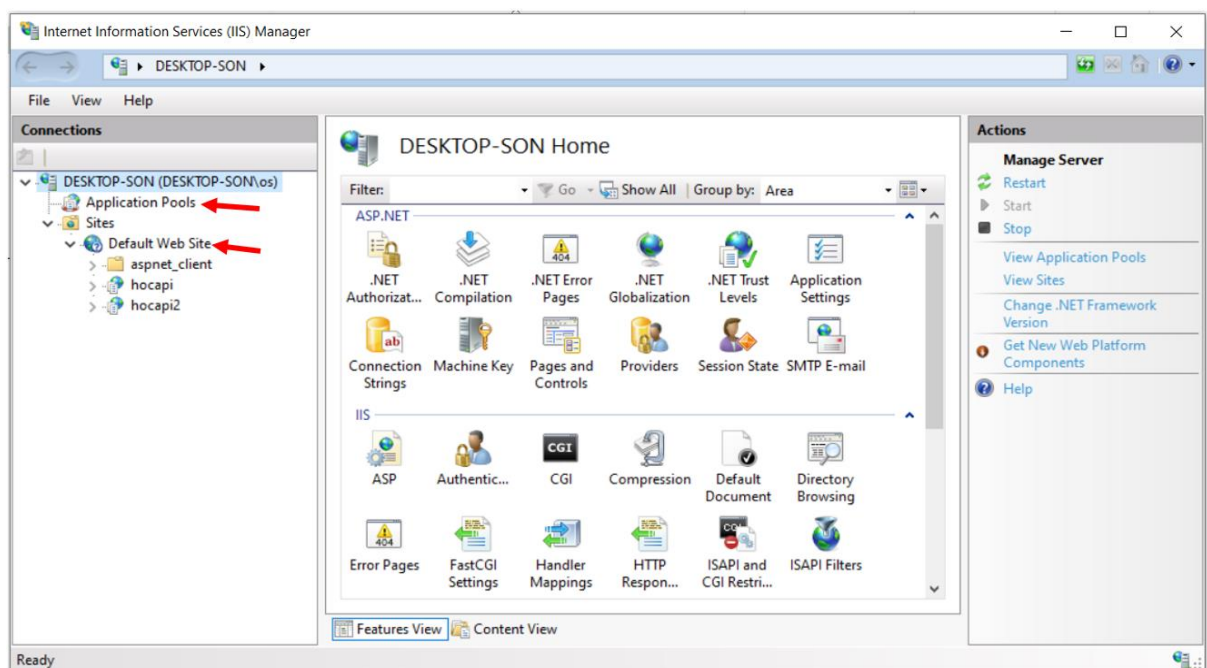 Internet Information Services (IIS) Manager
DESKTOP-SON
File View Help
Connections
DESKTOP-SON (DESKTOP-SON\os)
Application Pools
Sites
Default Web Site
aspnet_client
hocapi
hocapi2
DESKTOP-SON Home
Filter: Go Show All Group by: Area
ASP.NET
.NET Authorizat...
.NET Compilation
.NET Error Pages
.NET Globalization
.NET Trust Levels
Application Settings
Connection Strings
Machine Key
Pages and Controls
Providers
Session State
SMTP E-mail
IIS
ASP
Authentic...
CGI
Compression
Default Document
Directory Browsing
Error Pages
FastCGI Settings
Handler Mappings
HTTP Respon...
ISAPI and CGI Restri...
ISAPI Filters
Features View Content View
Actions
Manage Server
Restart
Start
Stop
View Application Pools
View Sites
Change .NET Framework
Version
Get New Web Platform
Components
Help
Ready